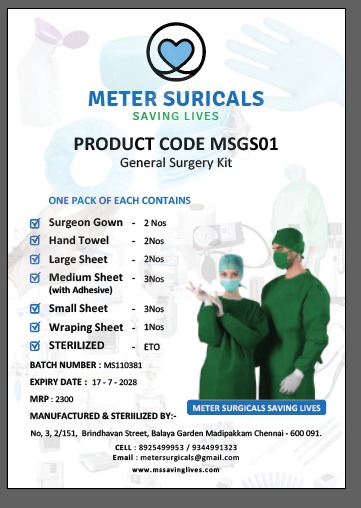 METER SURICALS
SAVING LIVES
PRODUCT CODE MSGS01
General Surgery Kit
ONE PACK OF EACH CONTAINS
Surgeon Gown - 2 Nos
Hand Towel - 2Nos
Large Sheet - 2Nos
Medium Sheet - 3Nos
(with Adhesive)
Small Sheet - 3Nos
Wraping Sheet - 1Nos
STERILIZED - ETO
BATCH NUMBER : MS110381
EXPIRY DATE : 17 - 7 - 2028
MRP : 2300
METER SURGICALS SAVING LIVES
MANUFACTURED & STERIILIZED BY:-
No, 3, 2/151, Brindhavan Street, Balaya Garden Madipakkam Chennai - 600 091.
CELL : 8925499953 / 9344991323
Email : metersurgicals@gmail.com
www.mssavinglives.com